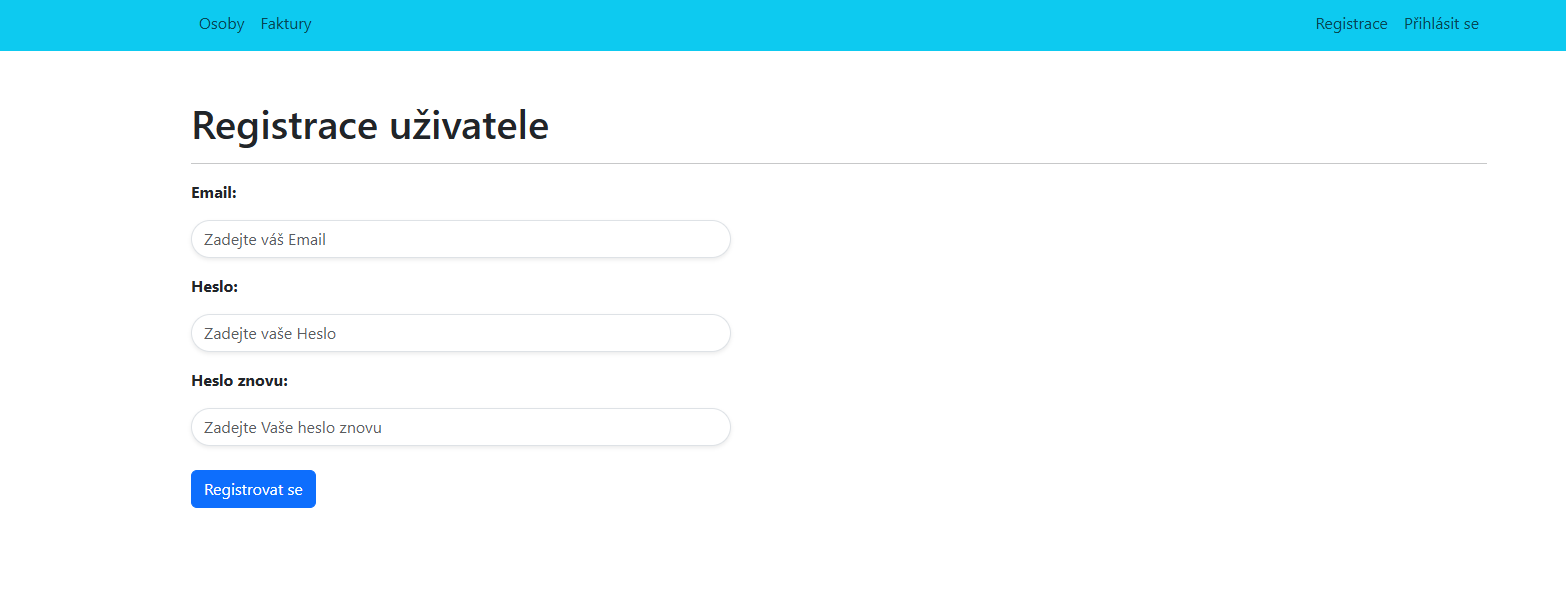 Osoby Faktury Registrace Přihlásit se
Registrace uživatele
Email:
Zadejte váš Email
Heslo:
Zadejte vaše Heslo
Heslo znovu:
Zadejte Vaše heslo znovu
Registrovat se